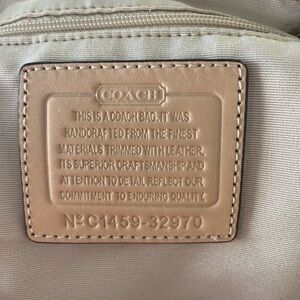 COACH
THIS IS A COACH BAG. IT WAS
HANDCRAFTED FROM THE FINEST
MATERIALS TRIMMED WITH LEATHER.
ITS SUPERIOR CRAFTSMANSHIP AND
ATTENTION TO DETAIL REFLECT OUR
COMMITMENT TO ENDURING QUALITY.
Nº C1459-32970